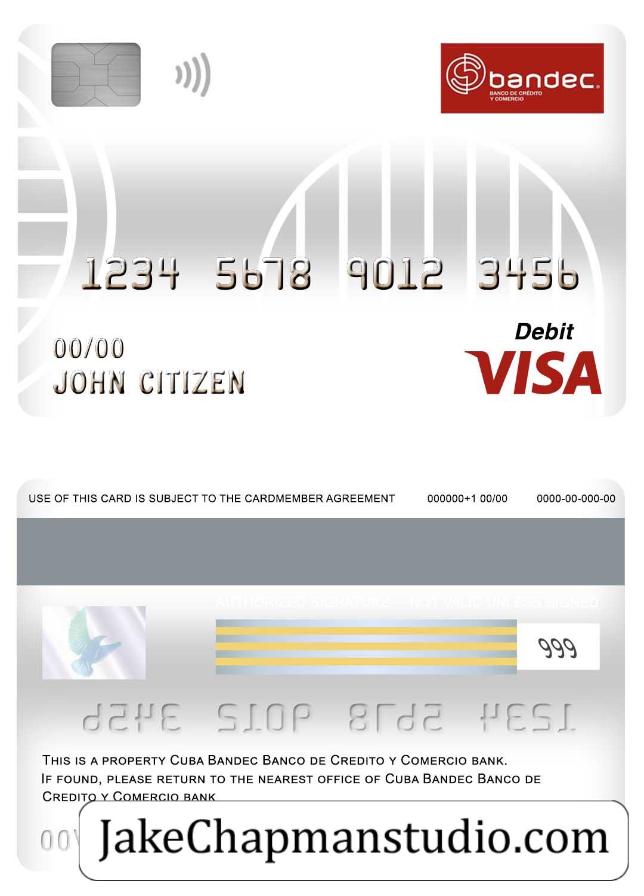 bandec.
BANCO DE CRÉDITO
Y COMERCIO
1234 5678 9012 3456
00/00
Debit
JOHN CITIZEN
VISA
USE OF THIS CARD IS SUBJECT TO THE CARDMEMBER AGREEMENT 000000+1 00/00 0000-00-000-00
AUTHORIZED SIGNATURE - NOT VALID UNLESS SIGNED
999
1234 5678 9012 3456
THIS IS A PROPERTY CUBA BANDEC BANCO DE CREDITO Y COMERCIO BANK.
IF FOUND, PLEASE RETURN TO THE NEAREST OFFICE OF CUBA BANDEC BANCO DE
CREDITO Y COMERCIO BANK
JakeChapmanstudio.com